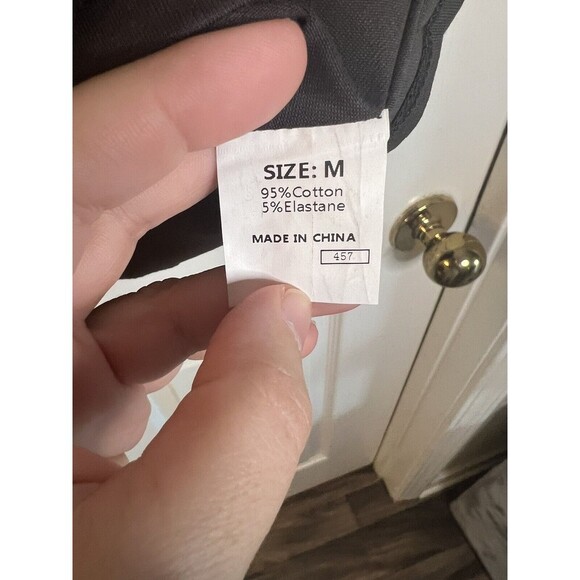 SIZE: M
95%Cotton
5%Elastane
MADE IN CHINA
457